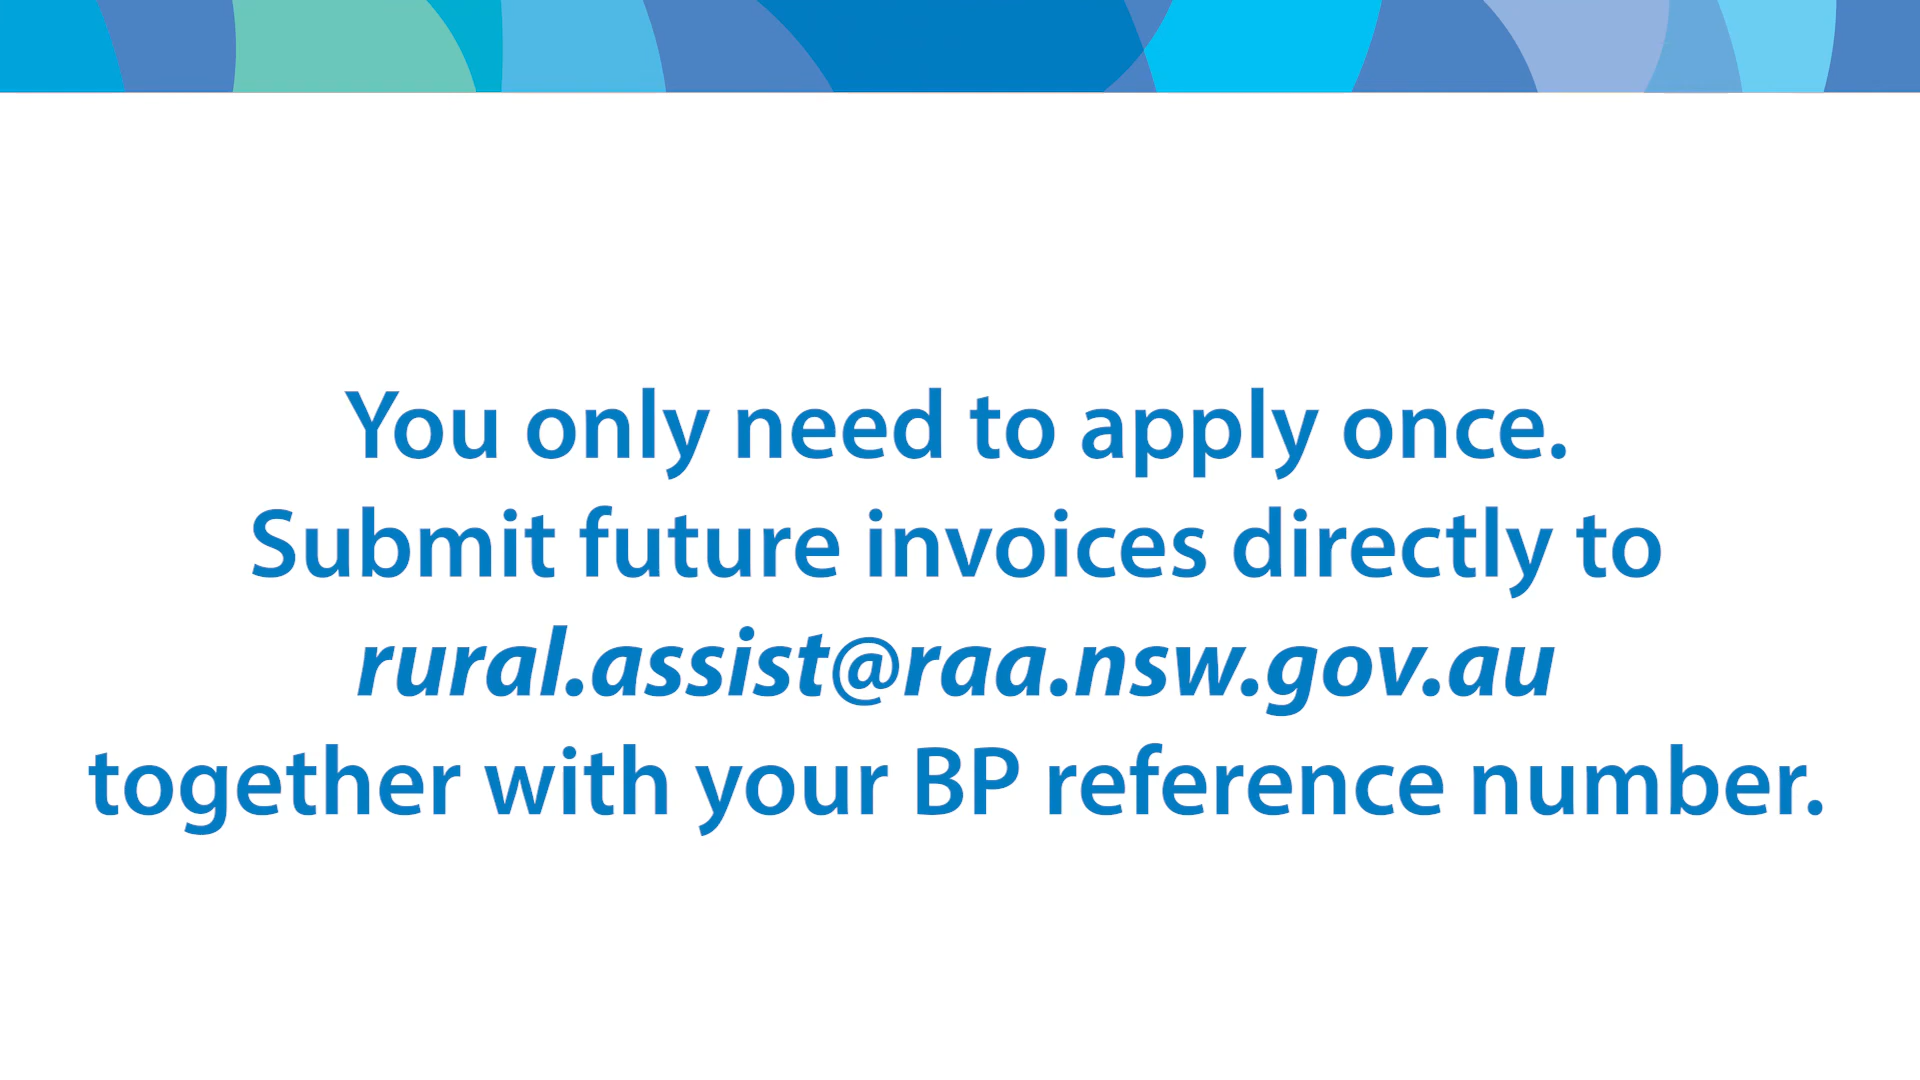 You only need to apply once.
Submit future invoices directly to
rural.assist@raa.nsw.gov.au
together with your BP reference number.